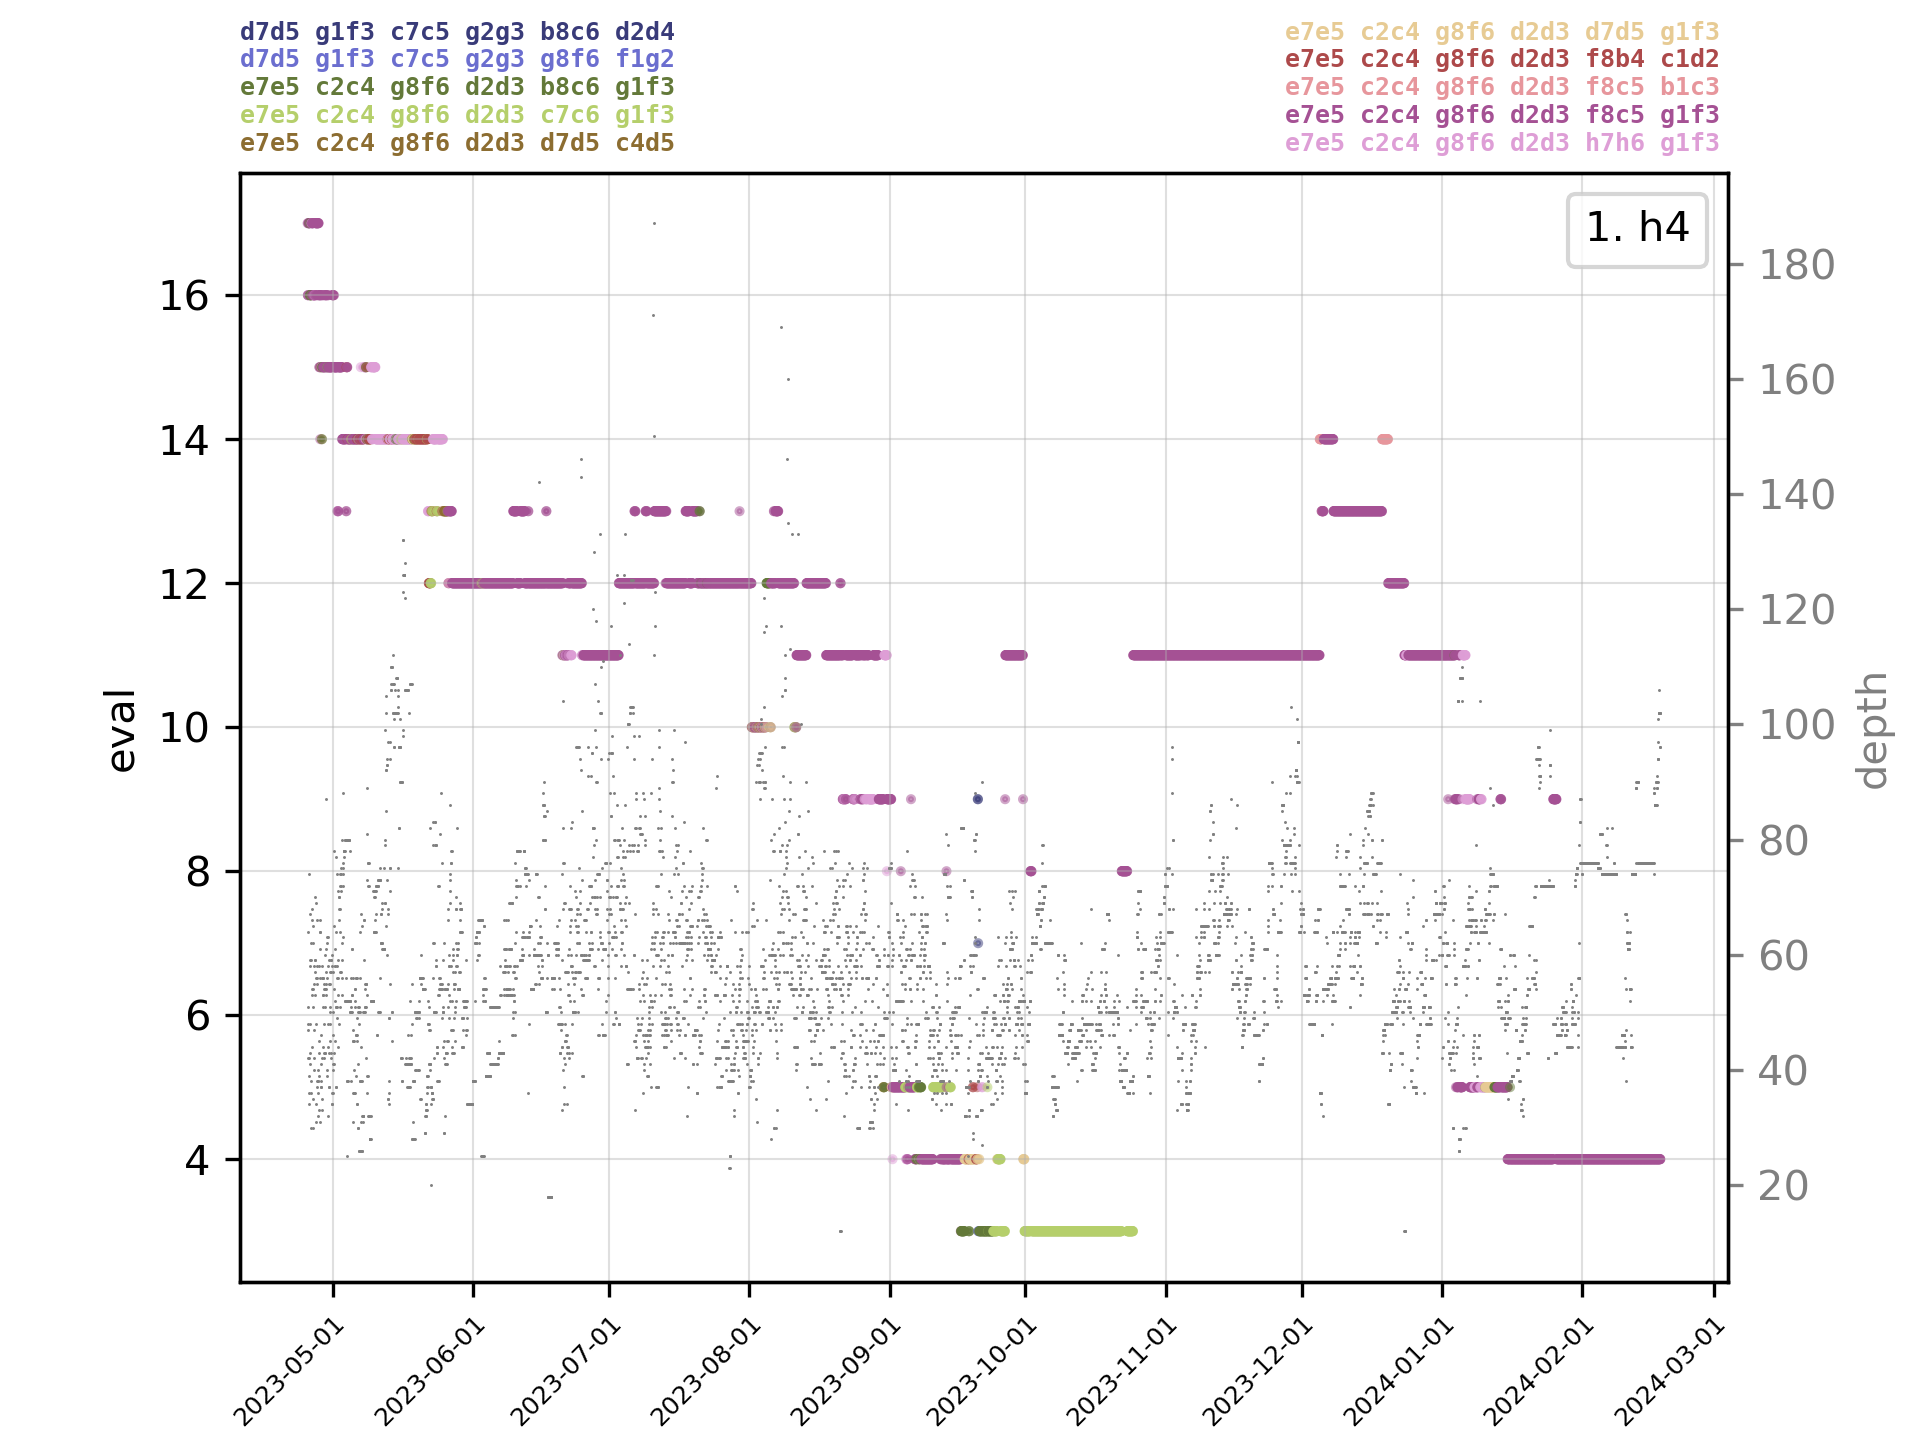 d7d5 g1f3 c7c5 g2g3 b8c6 d2d4
d7d5 g1f3 c7c5 g2g3 g8f6 f1g2
e7e5 c2c4 g8f6 d2d3 b8c6 g1f3
e7e5 c2c4 g8f6 d2d3 c7c6 g1f3
e7e5 c2c4 g8f6 d2d3 d7d5 c4d5
e7e5 c2c4 g8f6 d2d3 d7d5 g1f3
e7e5 c2c4 g8f6 d2d3 f8b4 c1d2
e7e5 c2c4 g8f6 d2d3 f8c5 b1c3
e7e5 c2c4 g8f6 d2d3 f8c5 g1f3
e7e5 c2c4 g8f6 d2d3 h7h6 g1f3
1. h4
eval
16
14
12
10
8
6
4
depth
180
160
140
120
100
80
60
40
20
2023-05-01
2023-06-01
2023-07-01
2023-08-01
2023-09-01
2023-10-01
2023-11-01
2023-12-01
2024-01-01
2024-02-01
2024-03-01